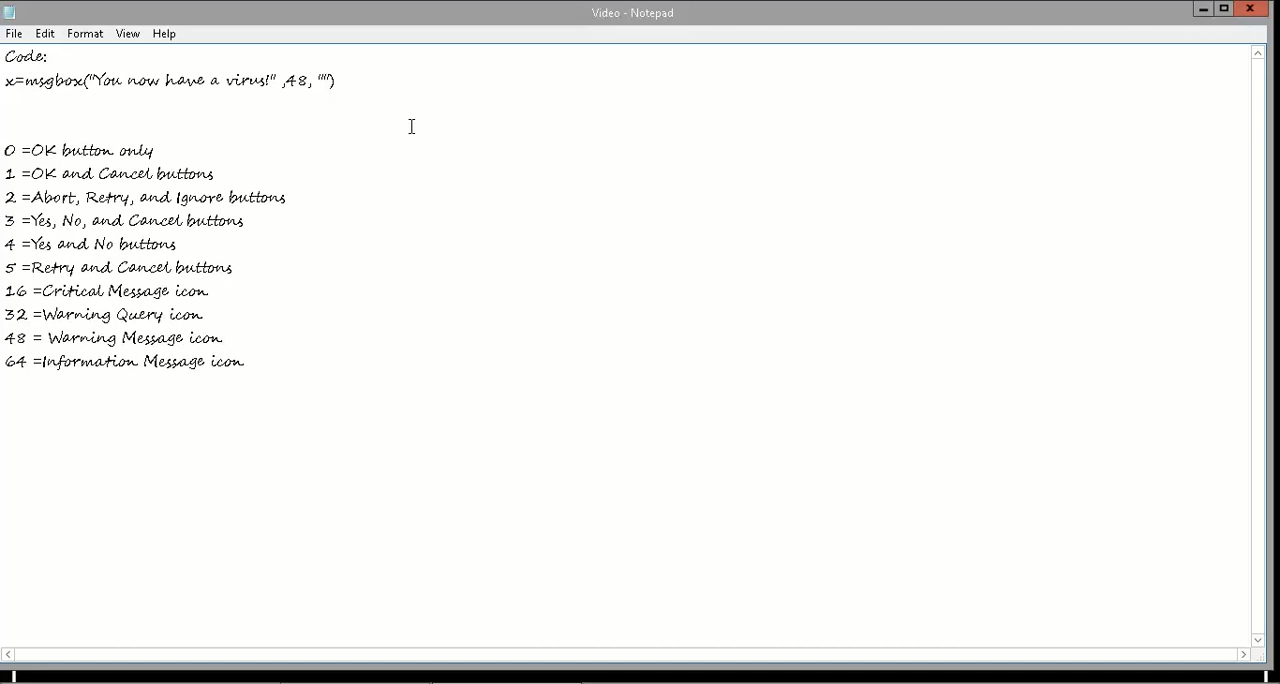 Video - Notepad
File Edit Format View Help
Code:
x=msgbox("You now have a virus!" ,48, "")
0 =OK button only
1 =OK and Cancel buttons
2 =Abort, Retry, and Ignore buttons
3 =Yes, No, and Cancel buttons
4 =Yes and No buttons
5 =Retry and Cancel buttons
16 =Critical Message icon
32 =Warning Query icon
48 = Warning Message icon
64 =Information Message icon